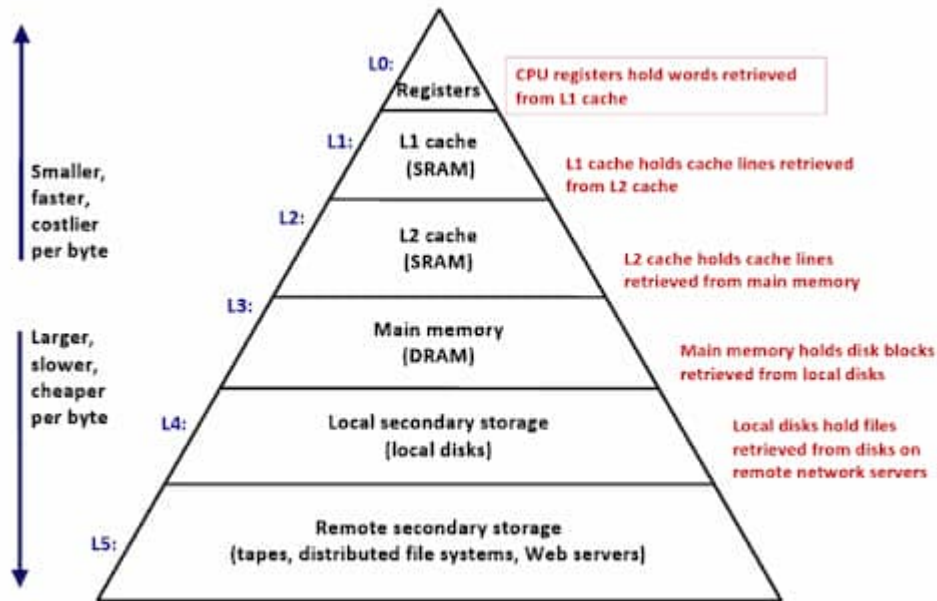 L0:
Registers
CPU registers hold words retrieved
from L1 cache
L1:
L1 cache
(SRAM)
L1 cache holds cache lines retrieved
from L2 cache
Smaller,
faster,
costlier
per byte
L2:
L2 cache
(SRAM)
L2 cache holds cache lines
retrieved from main memory
L3:
Main memory
(DRAM)
Main memory holds disk blocks
retrieved from local disks
Larger,
slower,
cheaper
per byte
L4:
Local secondary storage
(local disks)
Local disks hold files
retrieved from disks on
remote network servers
L5:
Remote secondary storage
(tapes, distributed file systems, Web servers)